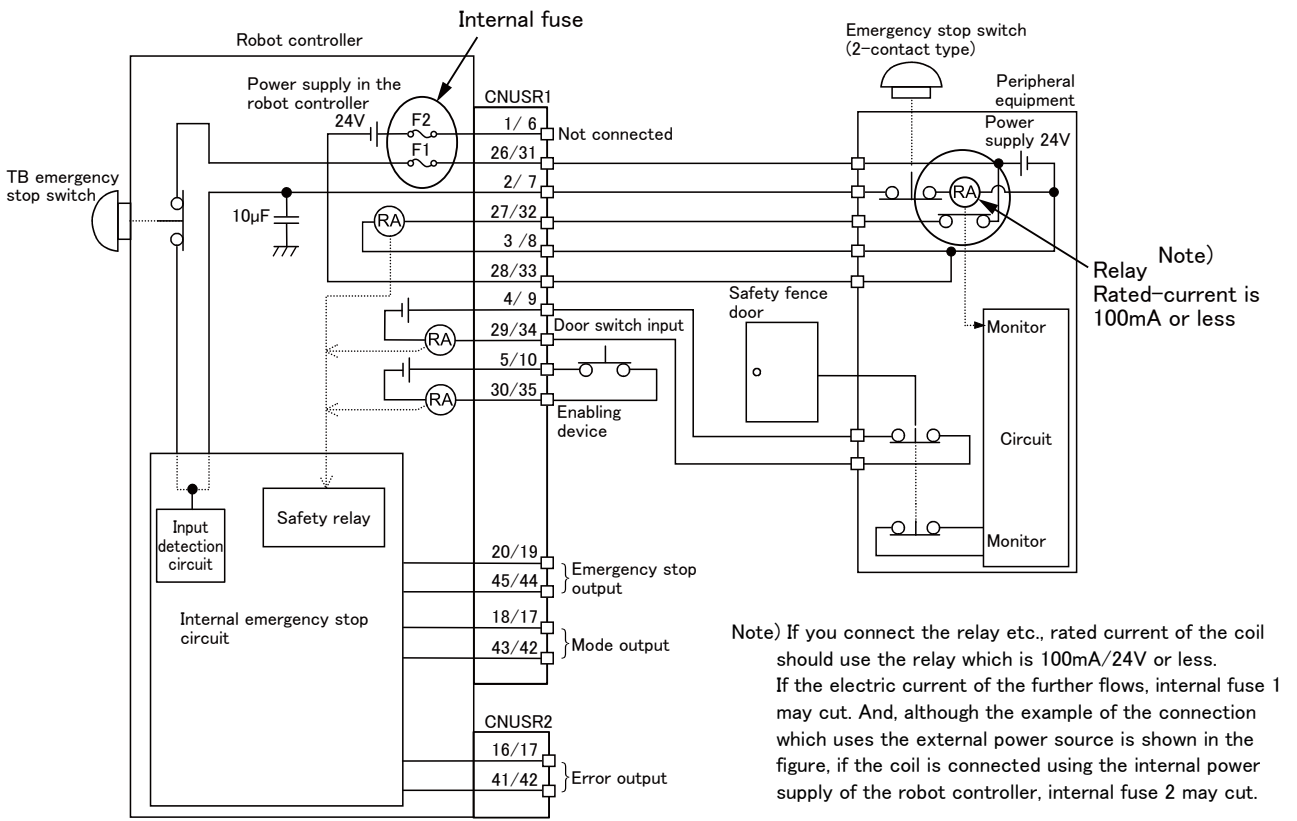 Internal fuse
Robot controller
Emergency stop switch
(2-contact type)
Power supply in the
robot controller
24V
F2
F1
CNUSR1
1/ 6
Not connected
26/31
2/ 7
27/32
3 /8
28/33
4/ 9
29/34
5/10
30/35
Peripheral
equipment
Power
supply 24V
TB emergency
stop switch
10μF
RA
RA
RA
RA
Note)
Relay
Rated-current is
100mA or less
Door switch input
Safety fence
door
Enabling
device
Monitor
Circuit
Monitor
Input
detection
circuit
Safety relay
Internal emergency stop
circuit
20/19
45/44
Emergency stop
output
18/17
43/42
Mode output
CNUSR2
16/17
41/42
Error output
Note) If you connect the relay etc., rated current of the coil
should use the relay which is 100mA/24V or less.
If the electric current of the further flows, internal fuse 1
may cut. And, although the example of the connection
which uses the external power source is shown in the
figure, if the coil is connected using the internal power
supply of the robot controller, internal fuse 2 may cut.